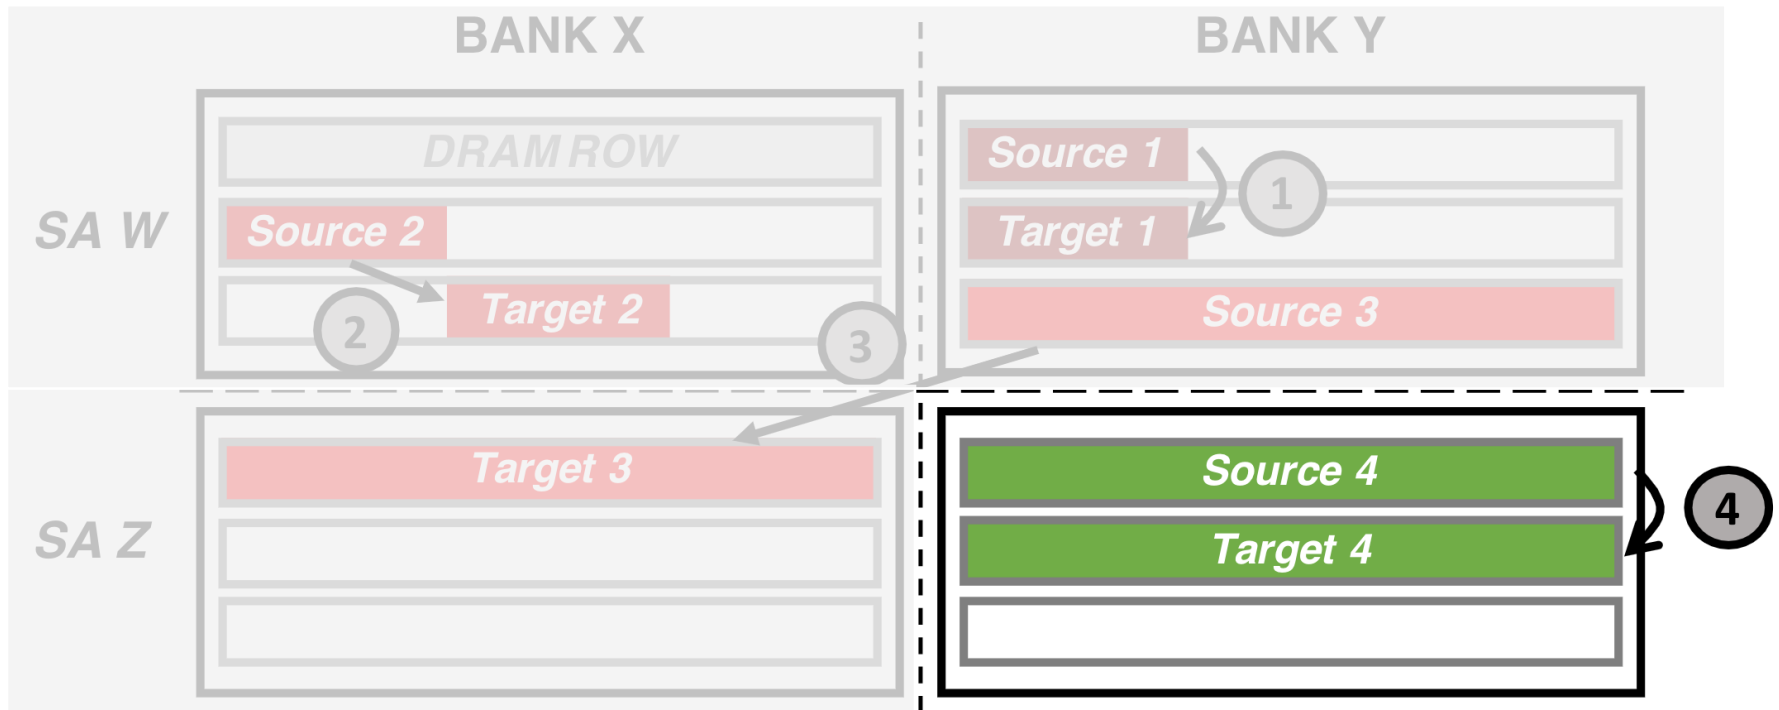 BANK X
BANK Y
SA W
DRAM ROW
Source 2
Target 2
2
3
Source 1
Target 1
1
Source 3
SA Z
Target 3
Source 4
Target 4
4